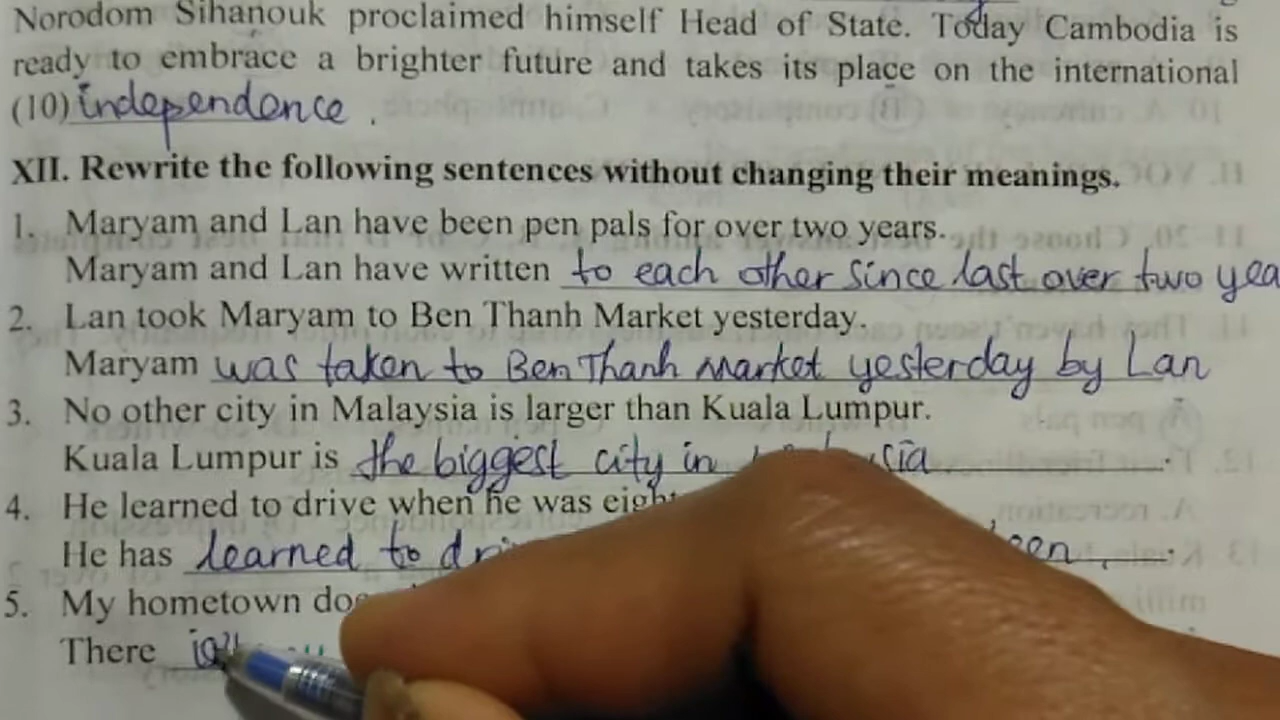 Norodom Sihanouk proclaimed himself Head of State. Today Cambodia is
ready to embrace a brighter future and takes its place on the international
(10) independence .
XII. Rewrite the following sentences without changing their meanings.
1. Maryam and Lan have been pen pals for over two years.
Maryam and Lan have written to each other since last over two yea
2. Lan took Maryam to Ben Thanh Market yesterday.
Maryam was taken to Ben Thanh Market yesterday by Lan
3. No other city in Malaysia is larger than Kuala Lumpur.
Kuala Lumpur is the biggest city in
4. He learned to drive when he was
He has learned to
5. My hometown
There